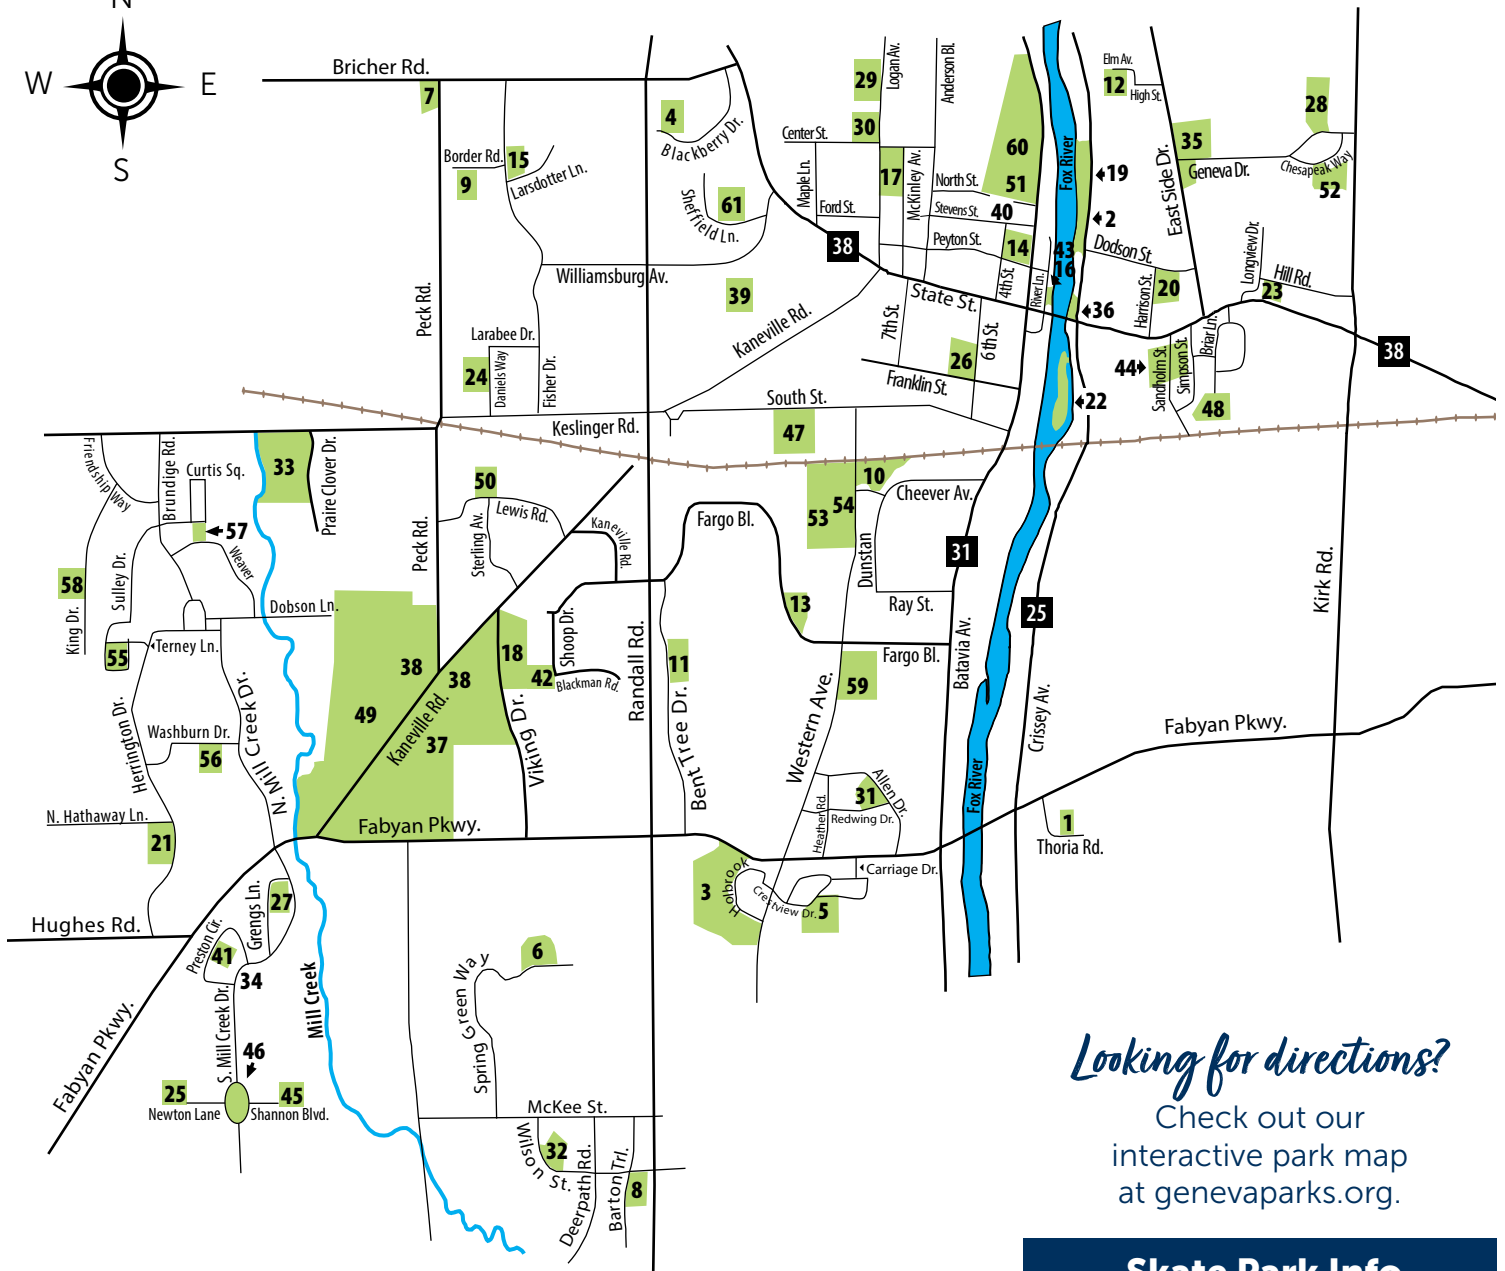 N
W
E
S
Bricher Rd.
7
4
Blackberry Dr.
29
Logan Av.
Anderson Bl.
30
Center St.
Maple Ln.
17
McKinley Av.
Ford St.
60
51
North St.
Stevens St.
40
Peyton St.
14
4th St.
River Ln.
Fox River
43
16
19
2
36
Elm Av.
12
High St.
35
28
Geneva Dr.
Chesapeak Way
52
East Side Dr.
Dodson St.
Harrison St.
20
Longview Dr.
Hill Rd.
23
Border Rd.
15
9
Larsdotter Ln.
61
Sheffield Ln.
38
Williamsburg Av.
39
Peck Rd.
Kaneville Rd.
State St.
7th St.
6th St.
26
Franklin St.
22
44
Sandholm St.
Simpson St.
Briar Ln.
48
38
Larabee Dr.
24
Daniels Way
Fisher Dr.
Keslinger Rd.
South St.
47
Friendship Way
Brundige Rd.
Curtis Sq.
33
Praire Clover Dr.
57
Weaver
58
King Dr.
Sulley Dr.
55
Terney Ln.
Dobson Ln.
Peck Rd.
50
Lewis Rd.
Sterling Av.
Kaneville Rd.
Fargo Bl.
53
54
10
Cheever Av.
Dunstan
31
25
Kirk Rd.
13
Ray St.
Fargo Bl.
Batavia Av.
Crissey Av.
38
38
49
37
Kaneville Rd.
18
42
Shoop Dr.
Blackman Rd.
Viking Dr.
Randall Rd.
11
Bent Tree Dr.
59
Western Ave.
Herrington Dr.
Washburn Dr.
56
N. Mill Creek Dr.
N. Hathaway Ln.
21
Fabyan Pkwy.
31
Allen Dr.
Heather Rd.
Redwing Dr.
Carriage Dr.
Fox River
Fabyan Pkwy.
1
Thoria Rd.
3
Holbrook
Crestview Dr.
5
Hughes Rd.
Grengs Ln.
27
Preston Cir.
41
34
S. Mill Creek Dr.
Mill Creek
46
25
45
Newton Lane
Shannon Blvd.
Fabyan Pkwy.
6
Spring Green Way
McKee St.
Wilson St.
32
Deerpath Rd.
Barton Trl.
8
Looking for directions?
Check out our
interactive park map
at genevaparks.org.
Skate Park Info